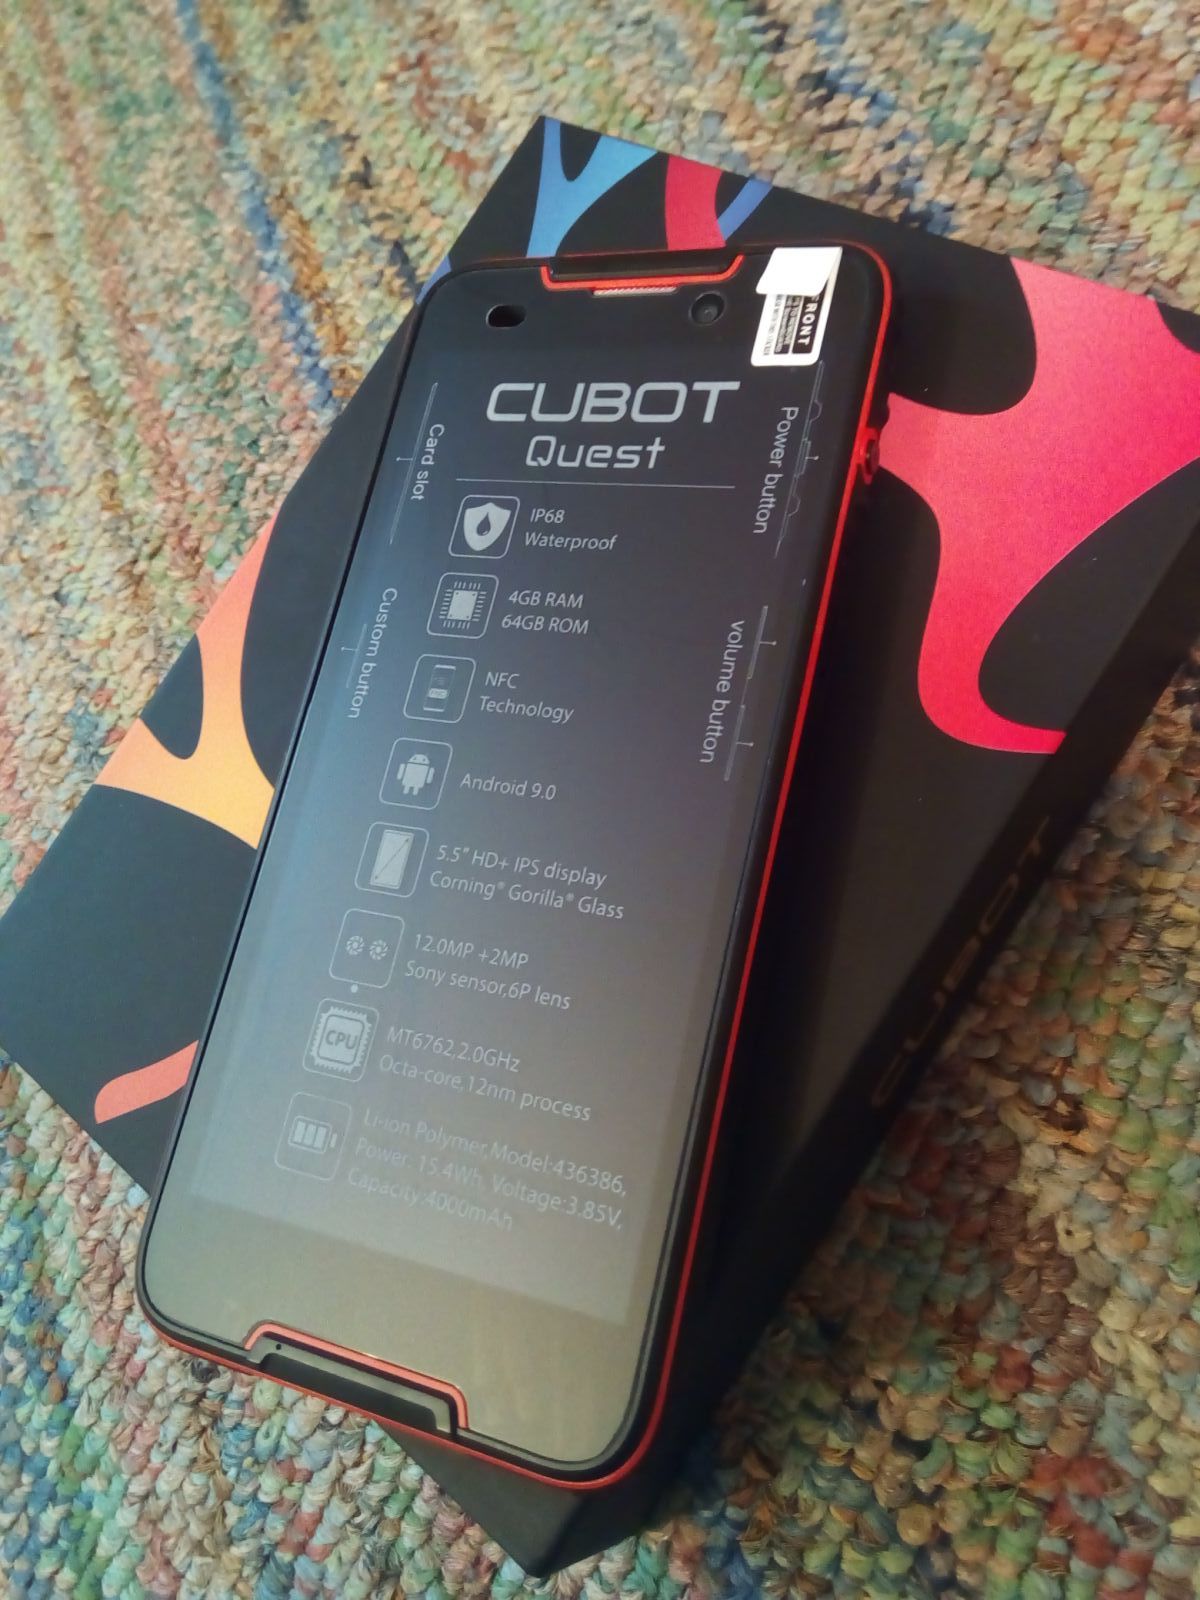 FRONT
CUBOT
Quest
Card slot
Power button
IP68
Waterproof
4GB RAM
64GB ROM
Custom button
volume button
NFC
Technology
Android 9.0
5.5" HD+ IPS display
Corning® Gorilla® Glass
12.0MP +2MP
Sony sensor,6P lens
CPU
MT6762,2.0GHz
Octa-core,12nm process
Li-ion Polymer,Model:436386,
Power: 15.4Wh, Voltage:3.85V,
Capacity:4000mAh
CUBOT